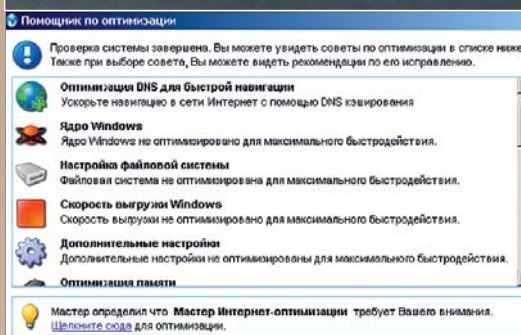 Помощник по оптимизации
Проверка системы завершена. Вы можете увидеть советы по оптимизации в списке ниже
Также при выборе совета, Вы можете видеть рекомендации по его исправлению.
Оптимизация DNS для быстрой навигации
Ускорьте навигацию в сети Интернет с помощью DNS кэширования
Ядро Windows
Ядро Windows не оптимизировано для максимального быстродействия.
Настройка файловой системы
Файловая система не оптимизирована для максимального быстродействия.
Скорость выгрузки Windows
Скорость выгрузки не оптимизировано для максимального быстродействия.
Дополнительные настройки
Дополнительные настройки не оптимизированы для максимального быстродействия.
Оптимизация памяти
Мастер определил что Мастер Интернет-оптимизации требует Вашего внимания.
Щелкните сюда для оптимизации.